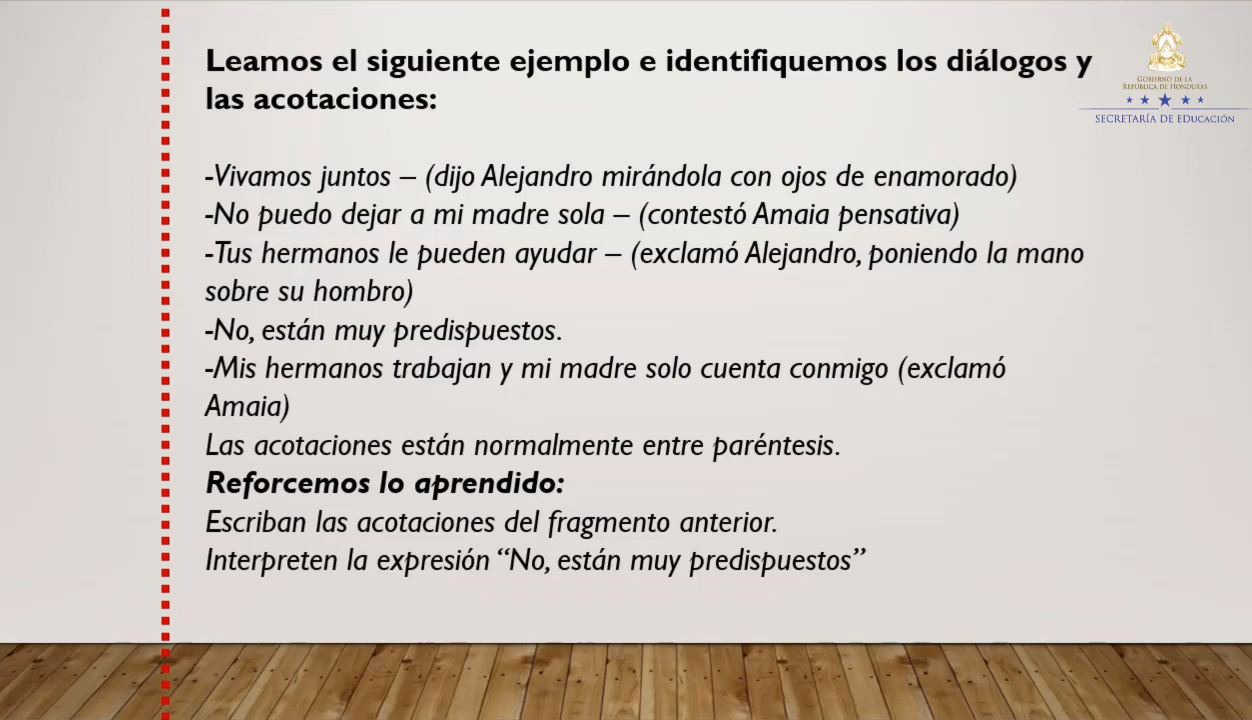 Leamos el siguiente ejemplo e identifiquemos los diálogos y
las acotaciones:
GOBIERNO DE LA
REPÚBLICA DE HONDURAS
SECRETARÍA DE EDUCACIÓN
-Vivamos juntos – (dijo Alejandro mirándola con ojos de enamorado)
-No puedo dejar a mi madre sola – (contestó Amaia pensativa)
-Tus hermanos le pueden ayudar – (exclamó Alejandro, poniendo la mano
sobre su hombro)
-No, están muy predispuestos.
-Mis hermanos trabajan y mi madre solo cuenta conmigo (exclamó
Amaia)
Las acotaciones están normalmente entre paréntesis.
Reforcemos lo aprendido:
Escriban las acotaciones del fragmento anterior.
Interpreten la expresión “No, están muy predispuestos”